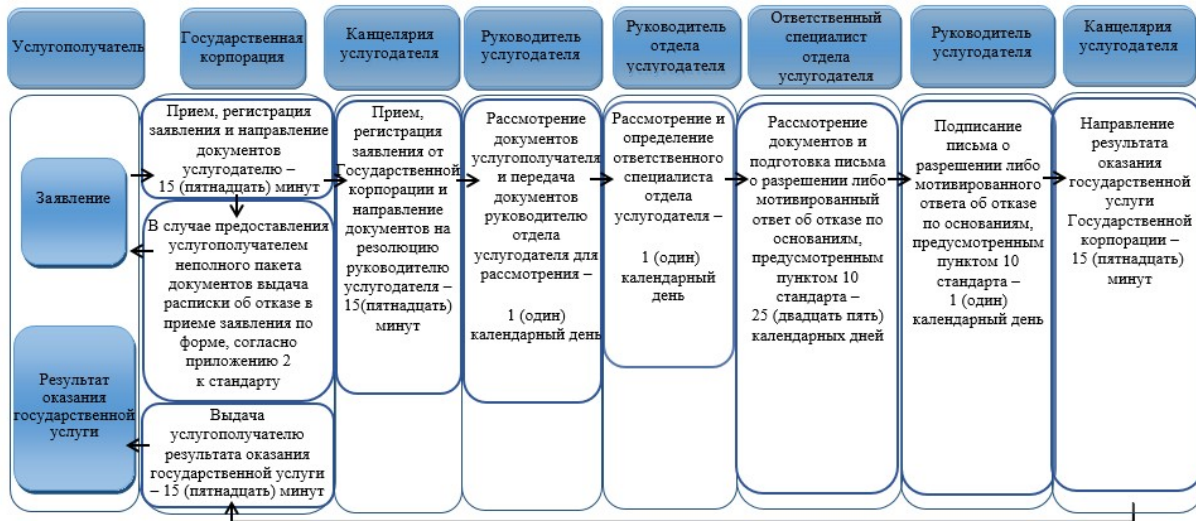 Услугополучатель
Государственная
корпорация
Канцелярия
услугодателя
Руководитель
услугодателя
Руководитель
отдела
услугодателя
Ответственный
специалист
отдела
услугодателя
Руководитель
услугодателя
Канцелярия
услугодателя
Заявление
Результат
оказания
государственной
услуги
Прием, регистрация
заявления и направление
документов
услугодателю –
15 (пятнадцать) минут
В случае предоставления
услугополучателем
неполного пакета
документов выдача
расписки об отказе в
приеме заявления по
форме, согласно
приложению 2
к стандарту
Выдача
услугополучателю
результата оказания
государственной услуги
– 15 (пятнадцать) минут
Прием,
регистрация
заявления от
Государственной
корпорации и
направление
документов на
резолюцию
руководителю
услугодателя –
15(пятнадцать)
минут
Рассмотрение
документов
услугополучателя
и передача
документов
руководителю
отдела
услугодателя для
рассмотрения –
1 (один)
календарный день
Рассмотрение и
определение
ответственного
специалиста
отдела
услугодателя –
1 (один)
календарный
день
Рассмотрение
документов и
подготовка письма
о разрешении либо
мотивированный
ответ об отказе по
основаниям,
предусмотренным
пунктом 10
стандарта –
25 (двадцать пять)
календарных дней
Подписание
письма о
разрешении либо
мотивированного
ответа об отказе
по основаниям,
предусмотренным
пунктом 10
стандарта –
1 (один)
календарный день
Направление
результата
оказания
государственной
услуги
Государственной
корпорации –
15 (пятнадцать)
минут